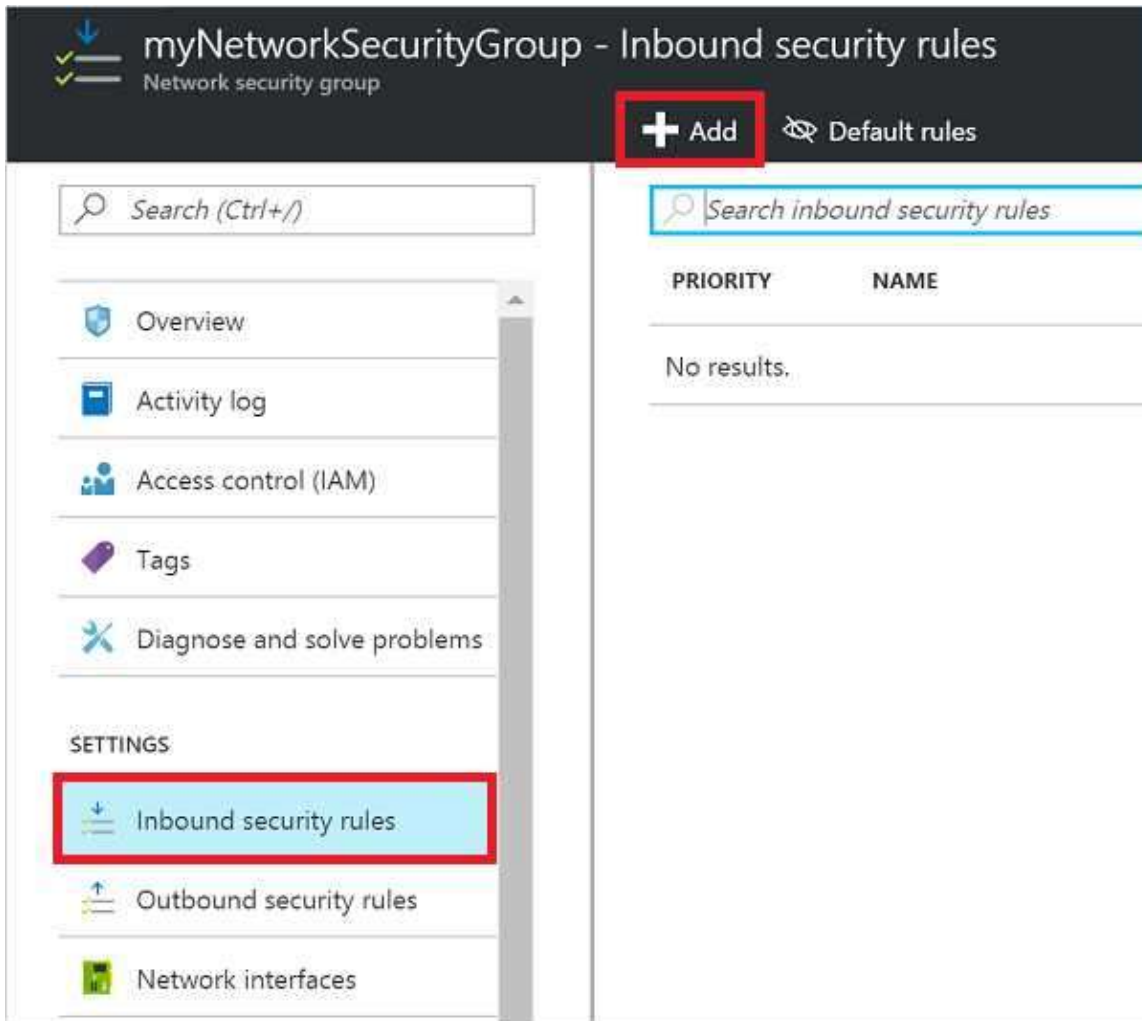 myNetworkSecurityGroup - Inbound security rules
Network security group
Add
Default rules
Search (Ctrl+/)
Overview
Activity log
Access control (IAM)
Tags
Diagnose and solve problems
SETTINGS
Inbound security rules
Outbound security rules
Network interfaces
Search inbound security rules
PRIORITY NAME
No results.